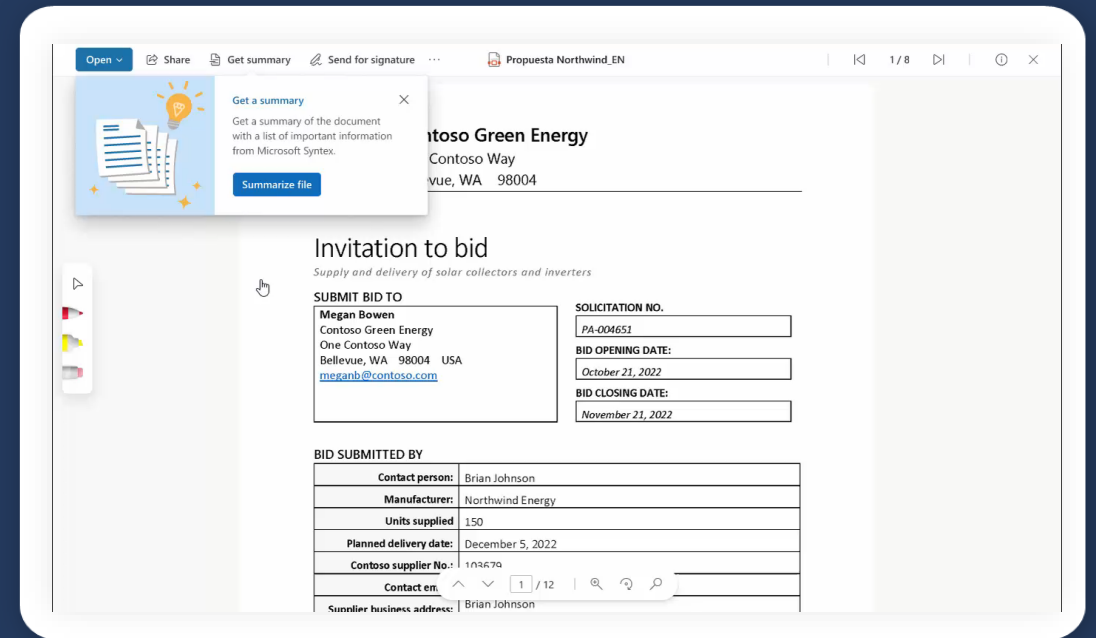 Open Share Get summary Send for signature ... Propuesta Northwind_EN 1 / 8
Get a summary
Get a summary of the document
with a list of important information
from Microsoft Syntex.
Summarize file
ntoso Green Energy
Contoso Way
vue, WA 98004
Invitation to bid
Supply and delivery of solar collectors and inverters
SUBMIT BID TO
Megan Bowen
Contoso Green Energy
One Contoso Way
Bellevue, WA 98004 USA
meganb@contoso.com
SOLICITATION NO.
PA-004651
BID OPENING DATE:
October 21, 2022
BID CLOSING DATE:
November 21, 2022
BID SUBMITTED BY
Contact person: Brian Johnson
Manufacturer: Northwind Energy
Units supplied 150
Planned delivery date: December 5, 2022
Contoso supplier No.: 103679
Contact em
Supplier business address: Brian Johnson
1 / 12